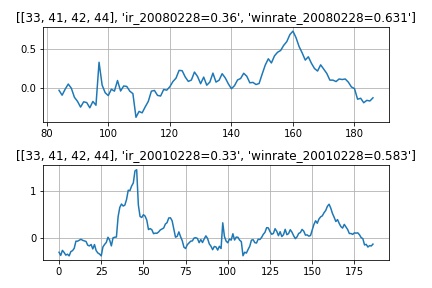 [[33, 41, 42, 44], 'ir_20080228=0.36', 'winrate_20080228=0.631']
0.5
0.0
80 100 120 140 160 180
[[33, 41, 42, 44], 'ir_20010228=0.33', 'winrate_20010228=0.583']
1
0
0 25 50 75 100 125 150 175